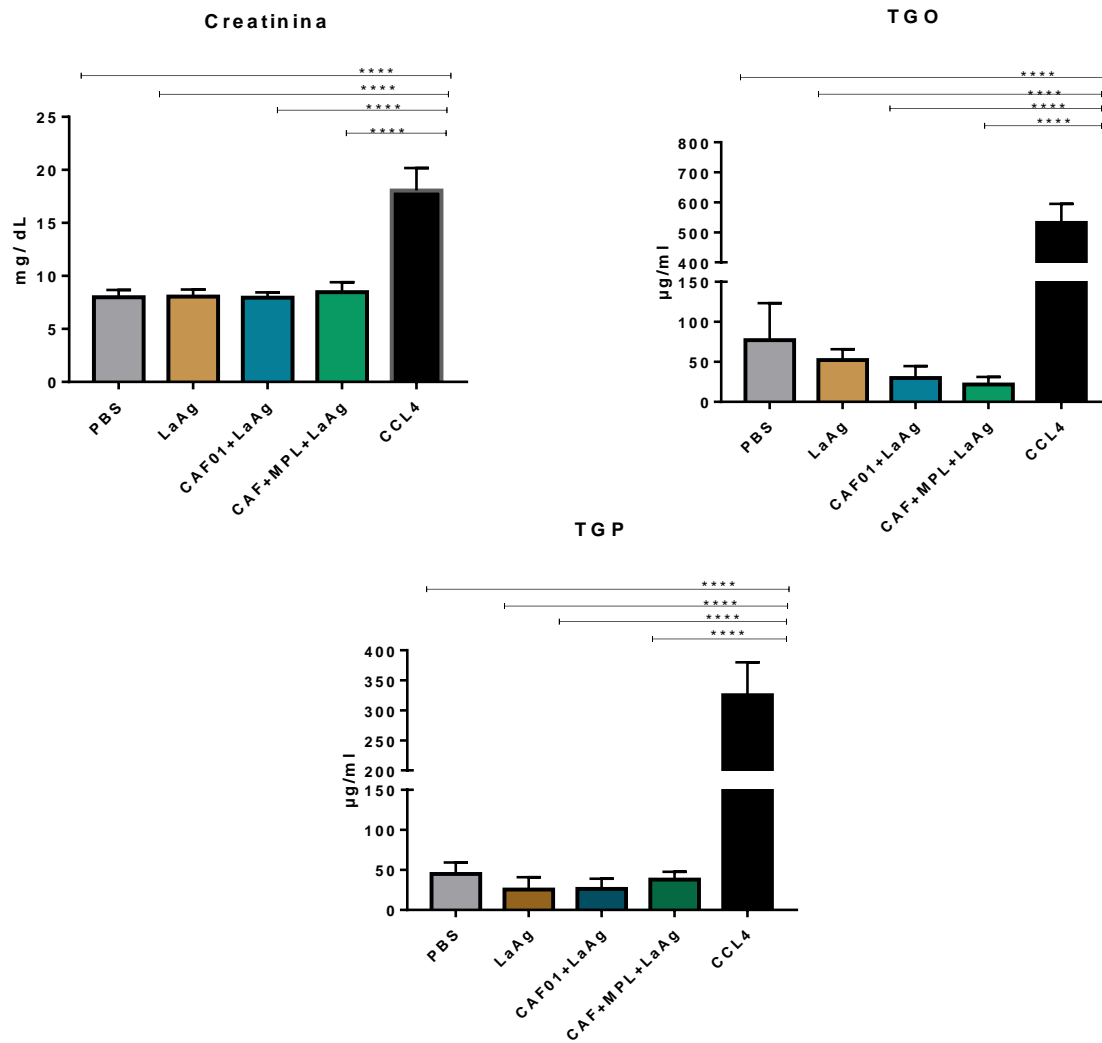 Creatinina
****
****
****
****
25
20
15
10
5
0
mg/dL
PBS
LaAg
CAF01+LaAg
CAF+MPL+LaAg
CCL4
TGO
****
****
****
****
800
700
600
500
400
150
100
50
0
µg/ml
PBS
LaAg
CAF01+LaAg
CAF+MPL+LaAg
CCL4
TGP
****
****
****
****
400
350
300
250
200
150
100
50
0
µg/ml
PBS
LaAg
CAF01+LaAg
CAF+MPL+LaAg
CCL4